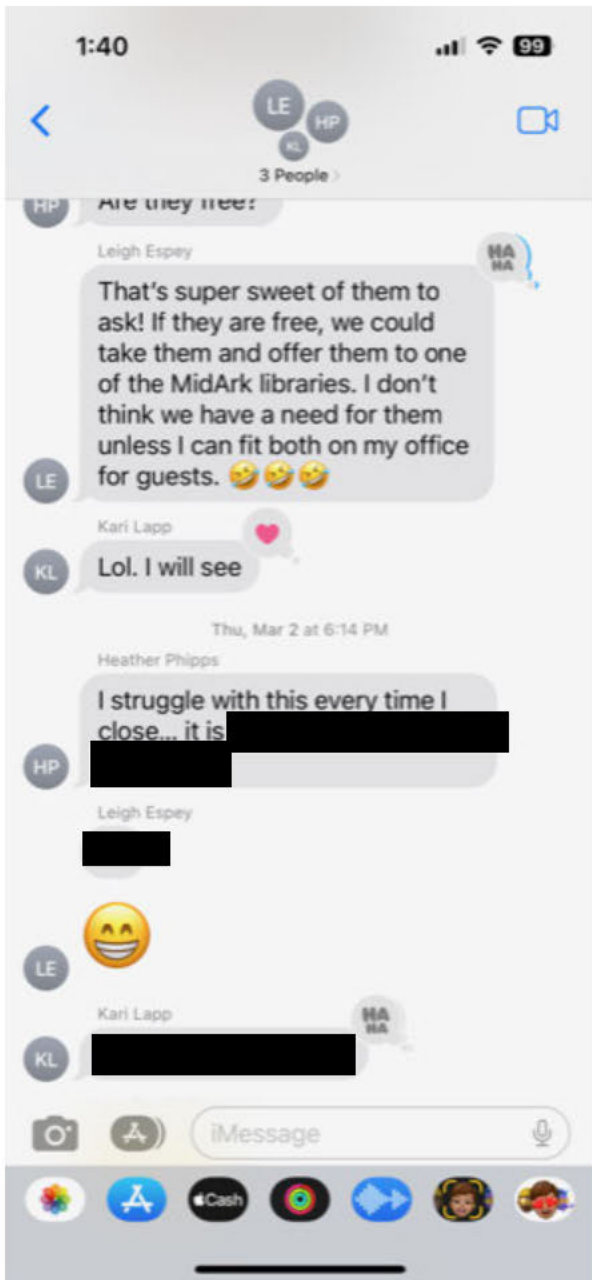 1:40
99
LE
HP
KL
3 People
HP
Are they free?
Leigh Espey
HA
HA
That's super sweet of them to
ask! If they are free, we could
take them and offer them to one
of the MidArk libraries. I don't
think we have a need for them
unless I can fit both on my office
for guests. 🤣🤣🤣
LE
Kari Lapp
Lol. I will see
KL
Thu, Mar 2 at 6:14 PM
Heather Phipps
I struggle with this every time I
close... it is
HP
Leigh Espey
😁
LE
Kari Lapp
HA
HA
KL
iMessage
Cash